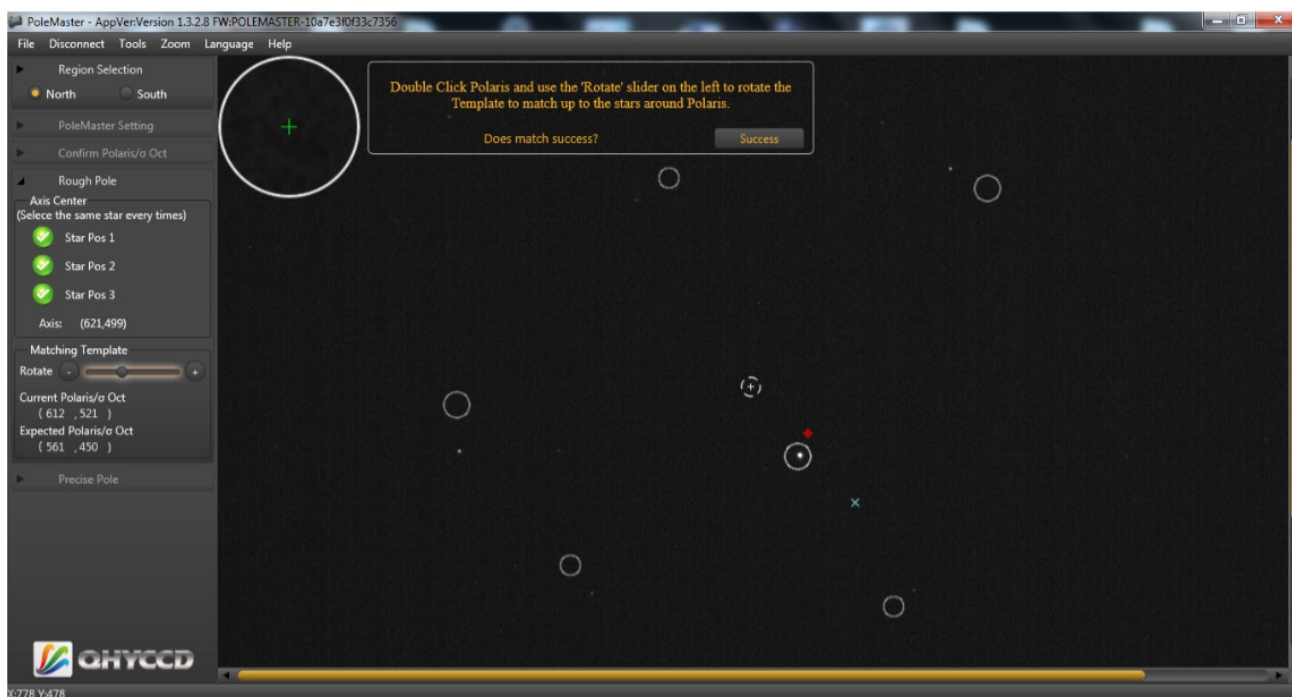 PoleMaster - AppVer:Version 1.3.2.8 FW:POLEMASTER-10a7e3f0f33c7356
File Disconnect Tools Zoom Language Help
Region Selection
North South
PoleMaster Setting
Confirm Polaris/σ Oct
Rough Pole
Axis Center
(Selece the same star every times)
Star Pos 1
Star Pos 2
Star Pos 3
Axis: (621,499)
Matching Template
Rotate - +
Current Polaris/σ Oct
( 612 ,521 )
Expected Polaris/σ Oct
( 561 ,450 )
Precise Pole
QHYCCD
X:778 Y:478
Double Click Polaris and use the 'Rotate' slider on the left to rotate the
Template to match up to the stars around Polaris.
Does match success? Success